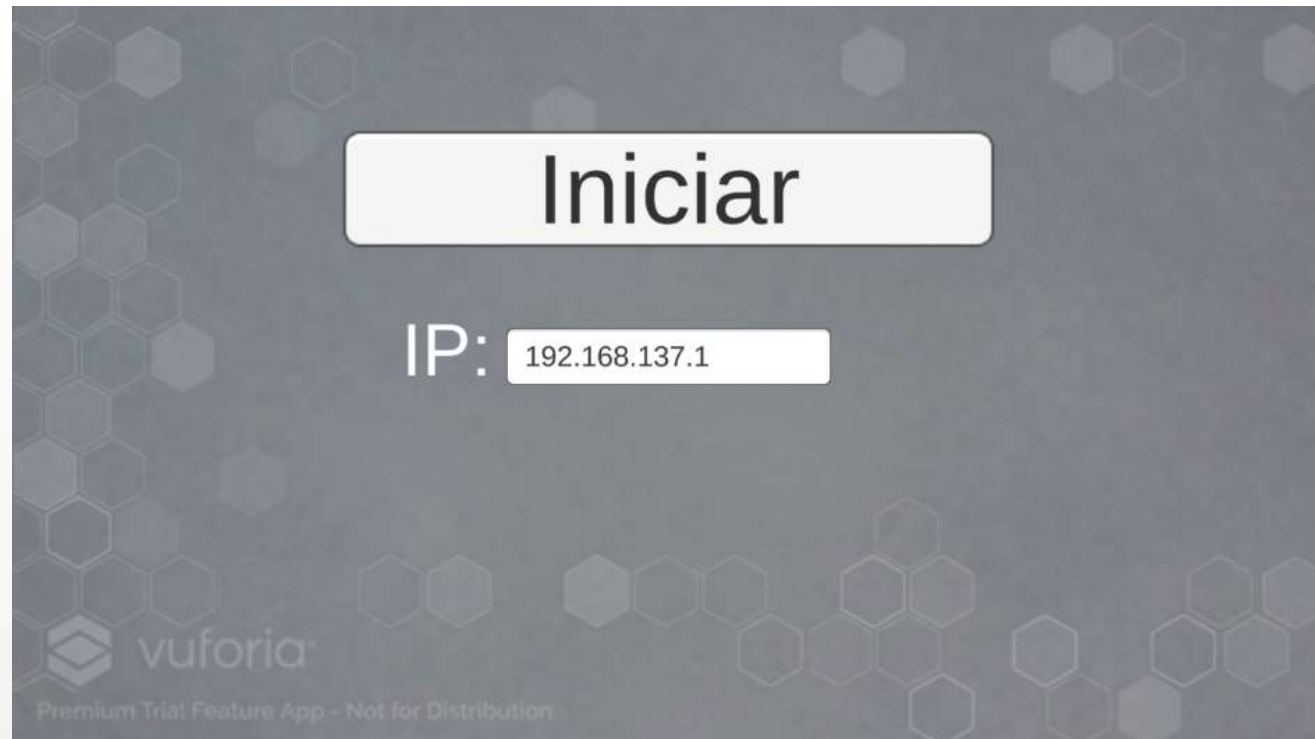 Iniciar
IP: 192.168.137.1
vuforia
Premium Trial Feature App - Not for Distribution